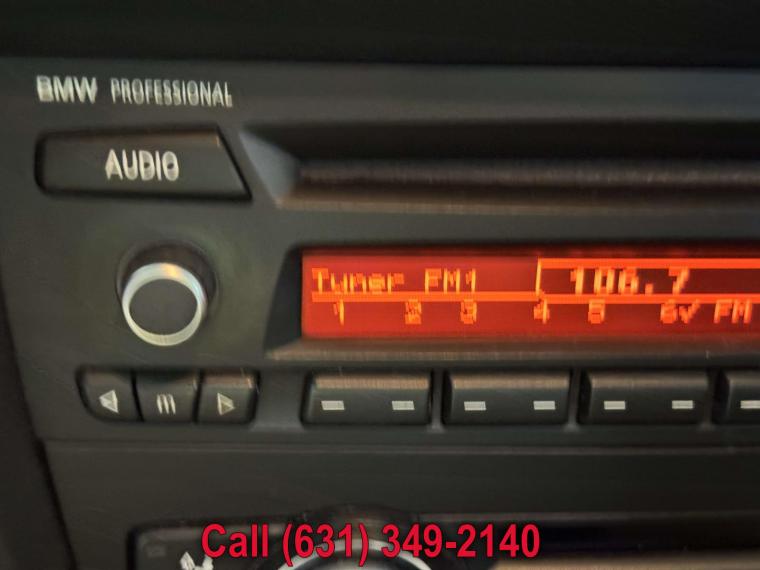 BMW PROFESSIONAL
AUDIO
Tuner FM1 106.7
1 2 3 4 5 6√ FM
m
Call (631) 349-2140